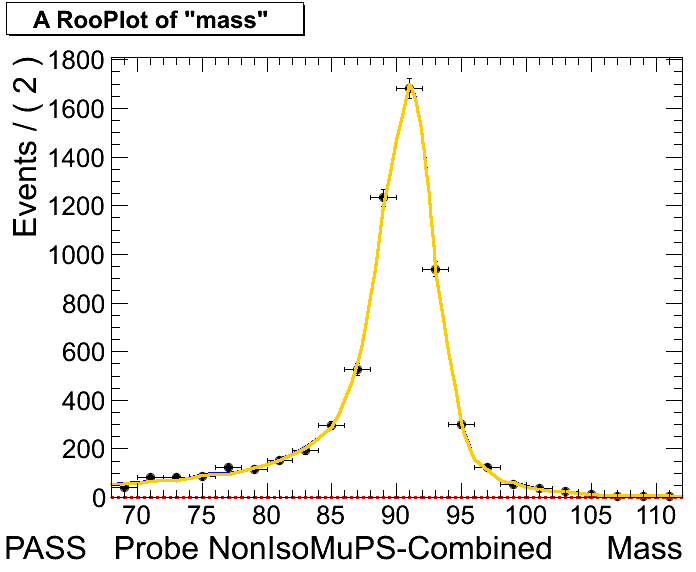 A RooPlot of "mass"
Events / ( 2 )
1800
1600
1400
1200
1000
800
600
400
200
0
70 75 80 85 90 95 100 105 110
PASS Probe NonIsoMuPS-Combined Mass